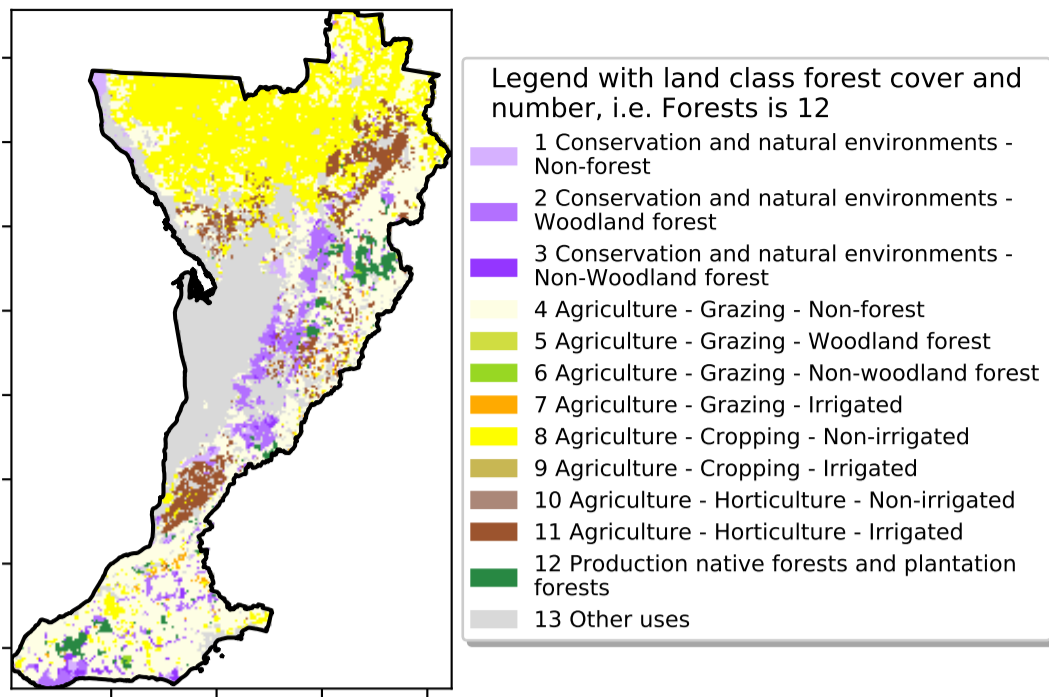 Legend with land class forest cover and
number, i.e. Forests is 12
1 Conservation and natural environments -
Non-forest
2 Conservation and natural environments -
Woodland forest
3 Conservation and natural environments -
Non-Woodland forest
4 Agriculture - Grazing - Non-forest
5 Agriculture - Grazing - Woodland forest
6 Agriculture - Grazing - Non-woodland forest
7 Agriculture - Grazing - Irrigated
8 Agriculture - Cropping - Non-irrigated
9 Agriculture - Cropping - Irrigated
10 Agriculture - Horticulture - Non-irrigated
11 Agriculture - Horticulture - Irrigated
12 Production native forests and plantation
forests
13 Other uses